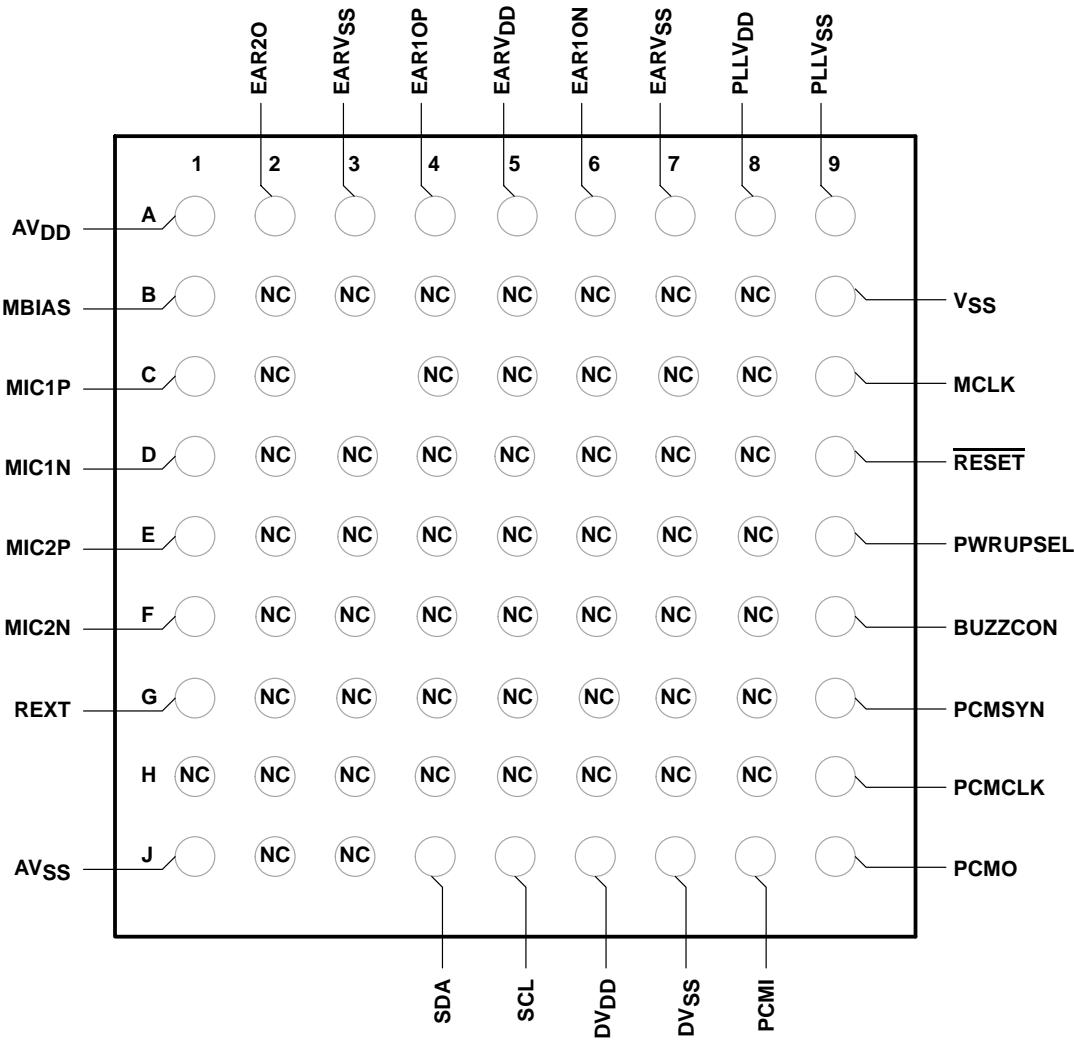 EAR2O
EARVSS
EAR1OP
EARVDD
EAR1ON
EARVSS
PLLVDD
PLLVSS
1 2 3 4 5 6 7 8 9
AVDD A
MBIAS B NC NC NC NC NC NC NC VSS
MIC1P C NC NC NC NC NC NC MCLK
MIC1N D NC NC NC NC NC NC NC RESET
MIC2P E NC NC NC NC NC NC NC PWRUPSEL
MIC2N F NC NC NC NC NC NC NC BUZZCON
REXT G NC NC NC NC NC NC NC PCMSYN
H NC NC NC NC NC NC NC NC PCMCLK
AVSS J NC NC PCMO
SDA
SCL
DVDD
DVSS
PCMI